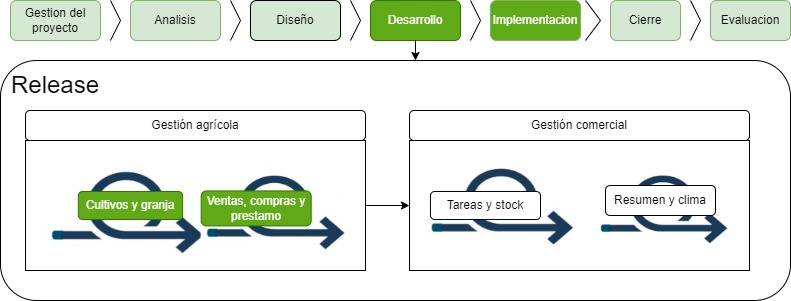 Gestion del
proyecto
Analisis
Diseño
Desarrollo
Implementacion
Cierre
Evaluacion
Release
Gestión agrícola
Gestión comercial
Cultivos y granja
Ventas, compras y
prestamo
Tareas y stock
Resumen y clima